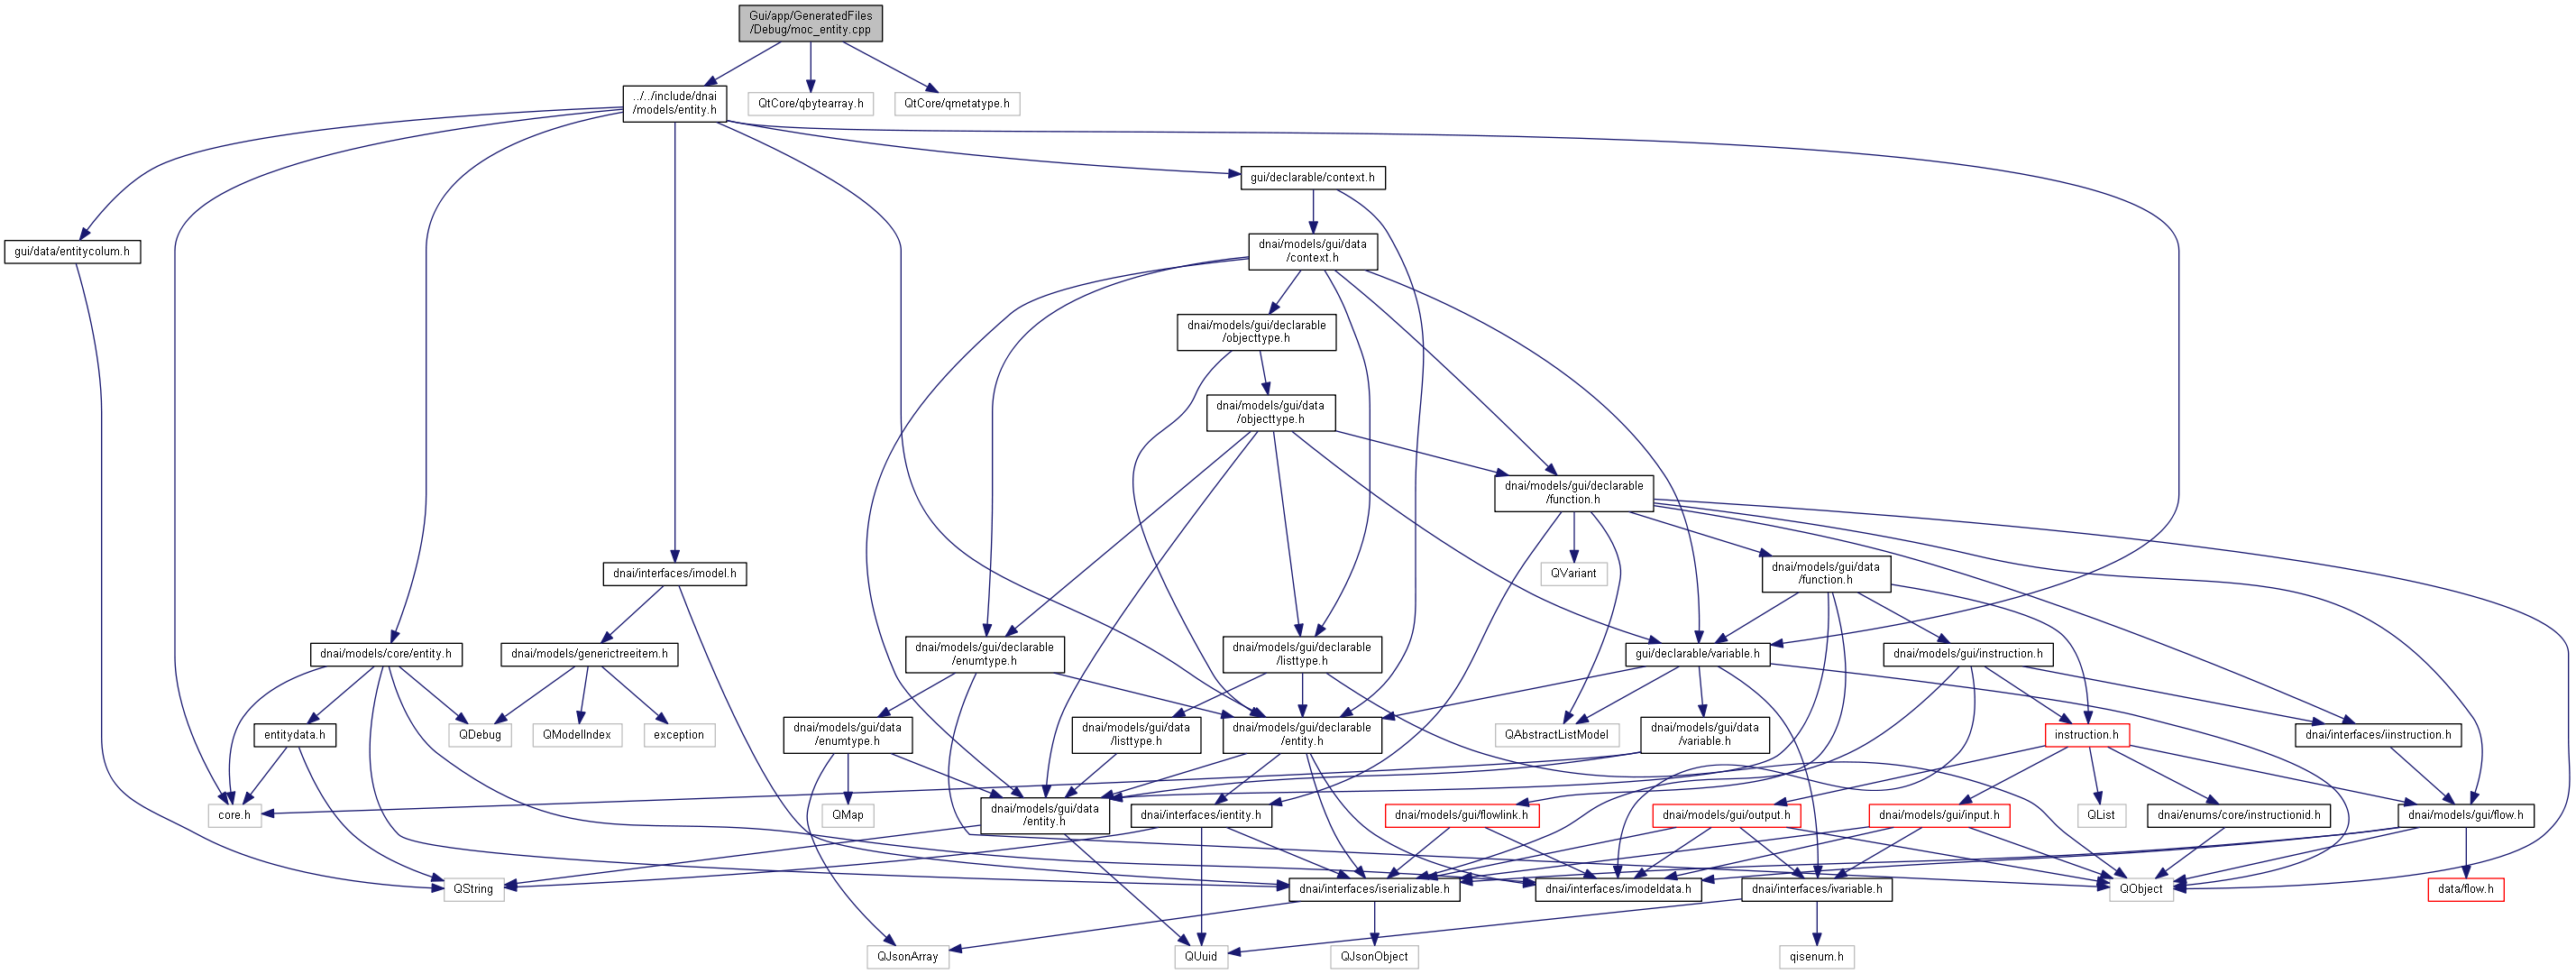 Gui/app/GeneratedFiles
/Debug/moc_entity.cpp
../../include/dnai
/models/entity.h
QtCore/qbytearray.h
QtCore/qmetatype.h
gui/declarable/context.h
gui/data/entitycolum.h
dnai/models/gui/data
/context.h
dnai/models/gui/declarable
/objecttype.h
dnai/models/gui/data
/objecttype.h
dnai/models/gui/declarable
/function.h
dnai/interfaces/imodel.h
QVariant
dnai/models/gui/data
/function.h
dnai/models/core/entity.h
dnai/models/generictreeitem.h
dnai/models/gui/declarable
/enumtype.h
dnai/models/gui/declarable
/listtype.h
gui/declarable/variable.h
dnai/models/gui/instruction.h
entitydata.h
QDebug
QModelIndex
exception
dnai/models/gui/data
/enumtype.h
dnai/models/gui/data
/listtype.h
dnai/models/gui/declarable
/entity.h
QAbstractListModel
dnai/models/gui/data
/variable.h
instruction.h
dnai/interfaces/iinstruction.h
core.h
QMap
dnai/models/gui/data
/entity.h
dnai/interfaces/ientity.h
dnai/models/gui/flowlink.h
dnai/models/gui/output.h
dnai/models/gui/input.h
QList
dnai/enums/core/instructionid.h
dnai/models/gui/flow.h
QString
dnai/interfaces/iserializable.h
dnai/interfaces/imodeldata.h
dnai/interfaces/ivariable.h
QObject
data/flow.h
QJsonArray
QUuid
QJsonObject
qisenum.h